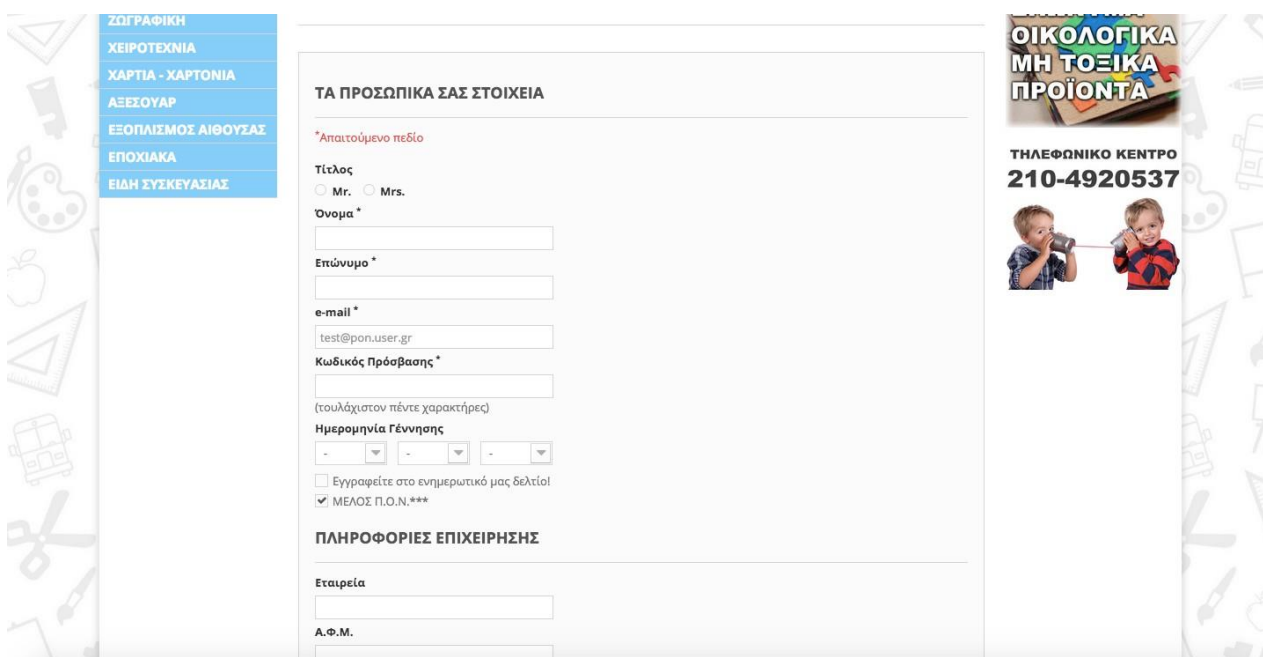 ΖΩΓΡΑΦΙΚΗ
ΧΕΙΡΟΤΕΧΝΙΑ
ΧΑΡΤΙΑ - ΧΑΡΤΟΝΙΑ
ΑΞΕΣΟΥΑΡ
ΕΞΟΠΛΙΣΜΟΣ ΑΙΘΟΥΣΑΣ
ΕΠΟΧΙΑΚΑ
ΕΙΔΗ ΣΥΣΚΕΥΑΣΙΑΣ
ΤΑ ΠΡΟΣΩΠΙΚΑ ΣΑΣ ΣΤΟΙΧΕΙΑ
*Απαιτούμενο πεδίο
Τίτλος
Mr. Mrs.
Όνομα *
Επώνυμο *
e-mail *
test@pon.user.gr
Κωδικός Πρόσβασης *
(τουλάχιστον πέντε χαρακτήρες)
Ημερομηνία Γέννησης
- - -
Εγγραφείτε στο ενημερωτικό μας δελτίο!
ΜΕΛΟΣ Π.Ο.Ν.***
ΠΛΗΡΟΦΟΡΙΕΣ ΕΠΙΧΕΙΡΗΣΗΣ
Εταιρεία
Α.Φ.Μ.
ΟΙΚΟΛΟΓΙΚΑ
ΜΗ ΤΟΞΙΚΑ
ΠΡΟΪΟΝΤΑ
ΤΗΛΕΦΩΝΙΚΟ ΚΕΝΤΡΟ
210-4920537